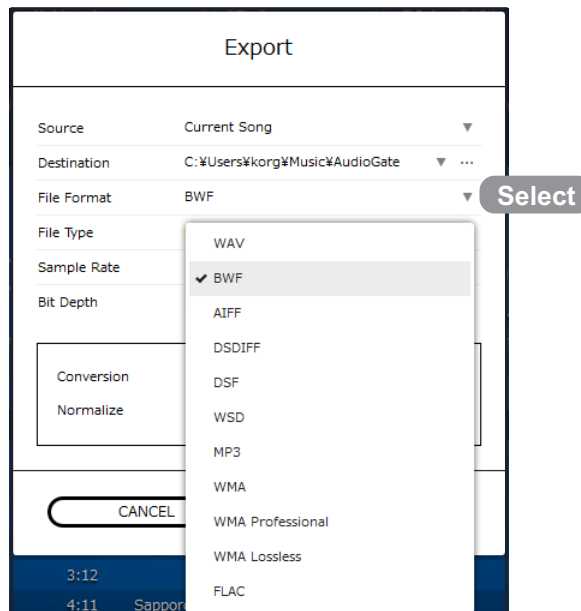 Export
Source Current Song ▼
Destination C:¥Users¥korg¥Music¥AudioGate ▼ ...
File Format BWF ▼ Select
File Type
WAV
Sample Rate
✔ BWF
Bit Depth
AIFF
DSDIFF
Conversion
DSF
Normalize
WSD
MP3
WMA
CANCEL
WMA Professional
WMA Lossless
3:12
FLAC
4:11